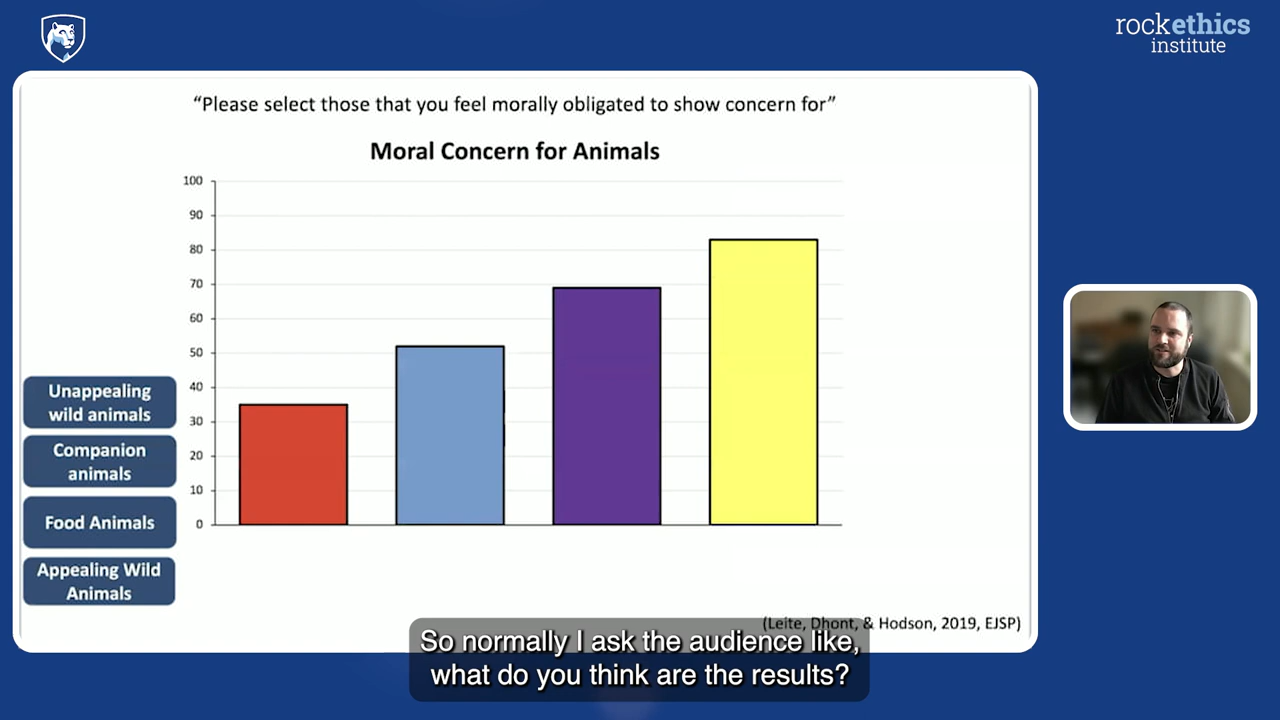 rockethics
institute
“Please select those that you feel morally obligated to show concern for”
Moral Concern for Animals
100
90
80
70
60
50
40
30
20
10
0
Unappealing
wild animals
Companion
animals
Food Animals
Appealing Wild
Animals
(Leite, Dhont, & Hodson, 2019, EJSP)
So normally I ask the audience like,
what do you think are the results?